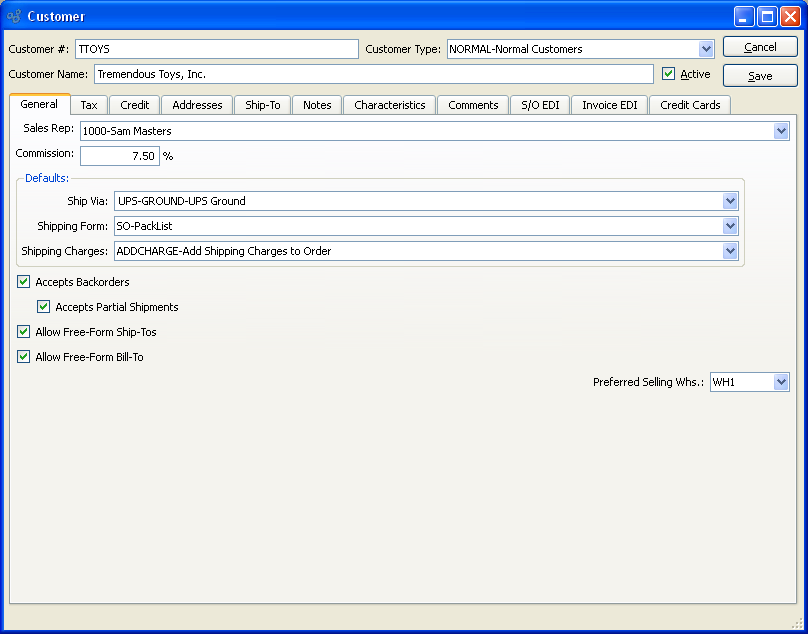 Customer
Customer #: TTOYS Customer Type: NORMAL-Normal Customers Cancel
Customer Name: Tremendous Toys, Inc. Active Save
General Tax Credit Addresses Ship-To Notes Characteristics Comments S/O EDI Invoice EDI Credit Cards
Sales Rep: 1000-Sam Masters
Commission: 7.50 %
Defaults:
Ship Via: UPS-GROUND-UPS Ground
Shipping Form: SO-PackList
Shipping Charges: ADDCHARGE-Add Shipping Charges to Order
Accepts Backorders
Accepts Partial Shipments
Allow Free-Form Ship-Tos
Allow Free-Form Bill-To
Preferred Selling Whs.: WH1